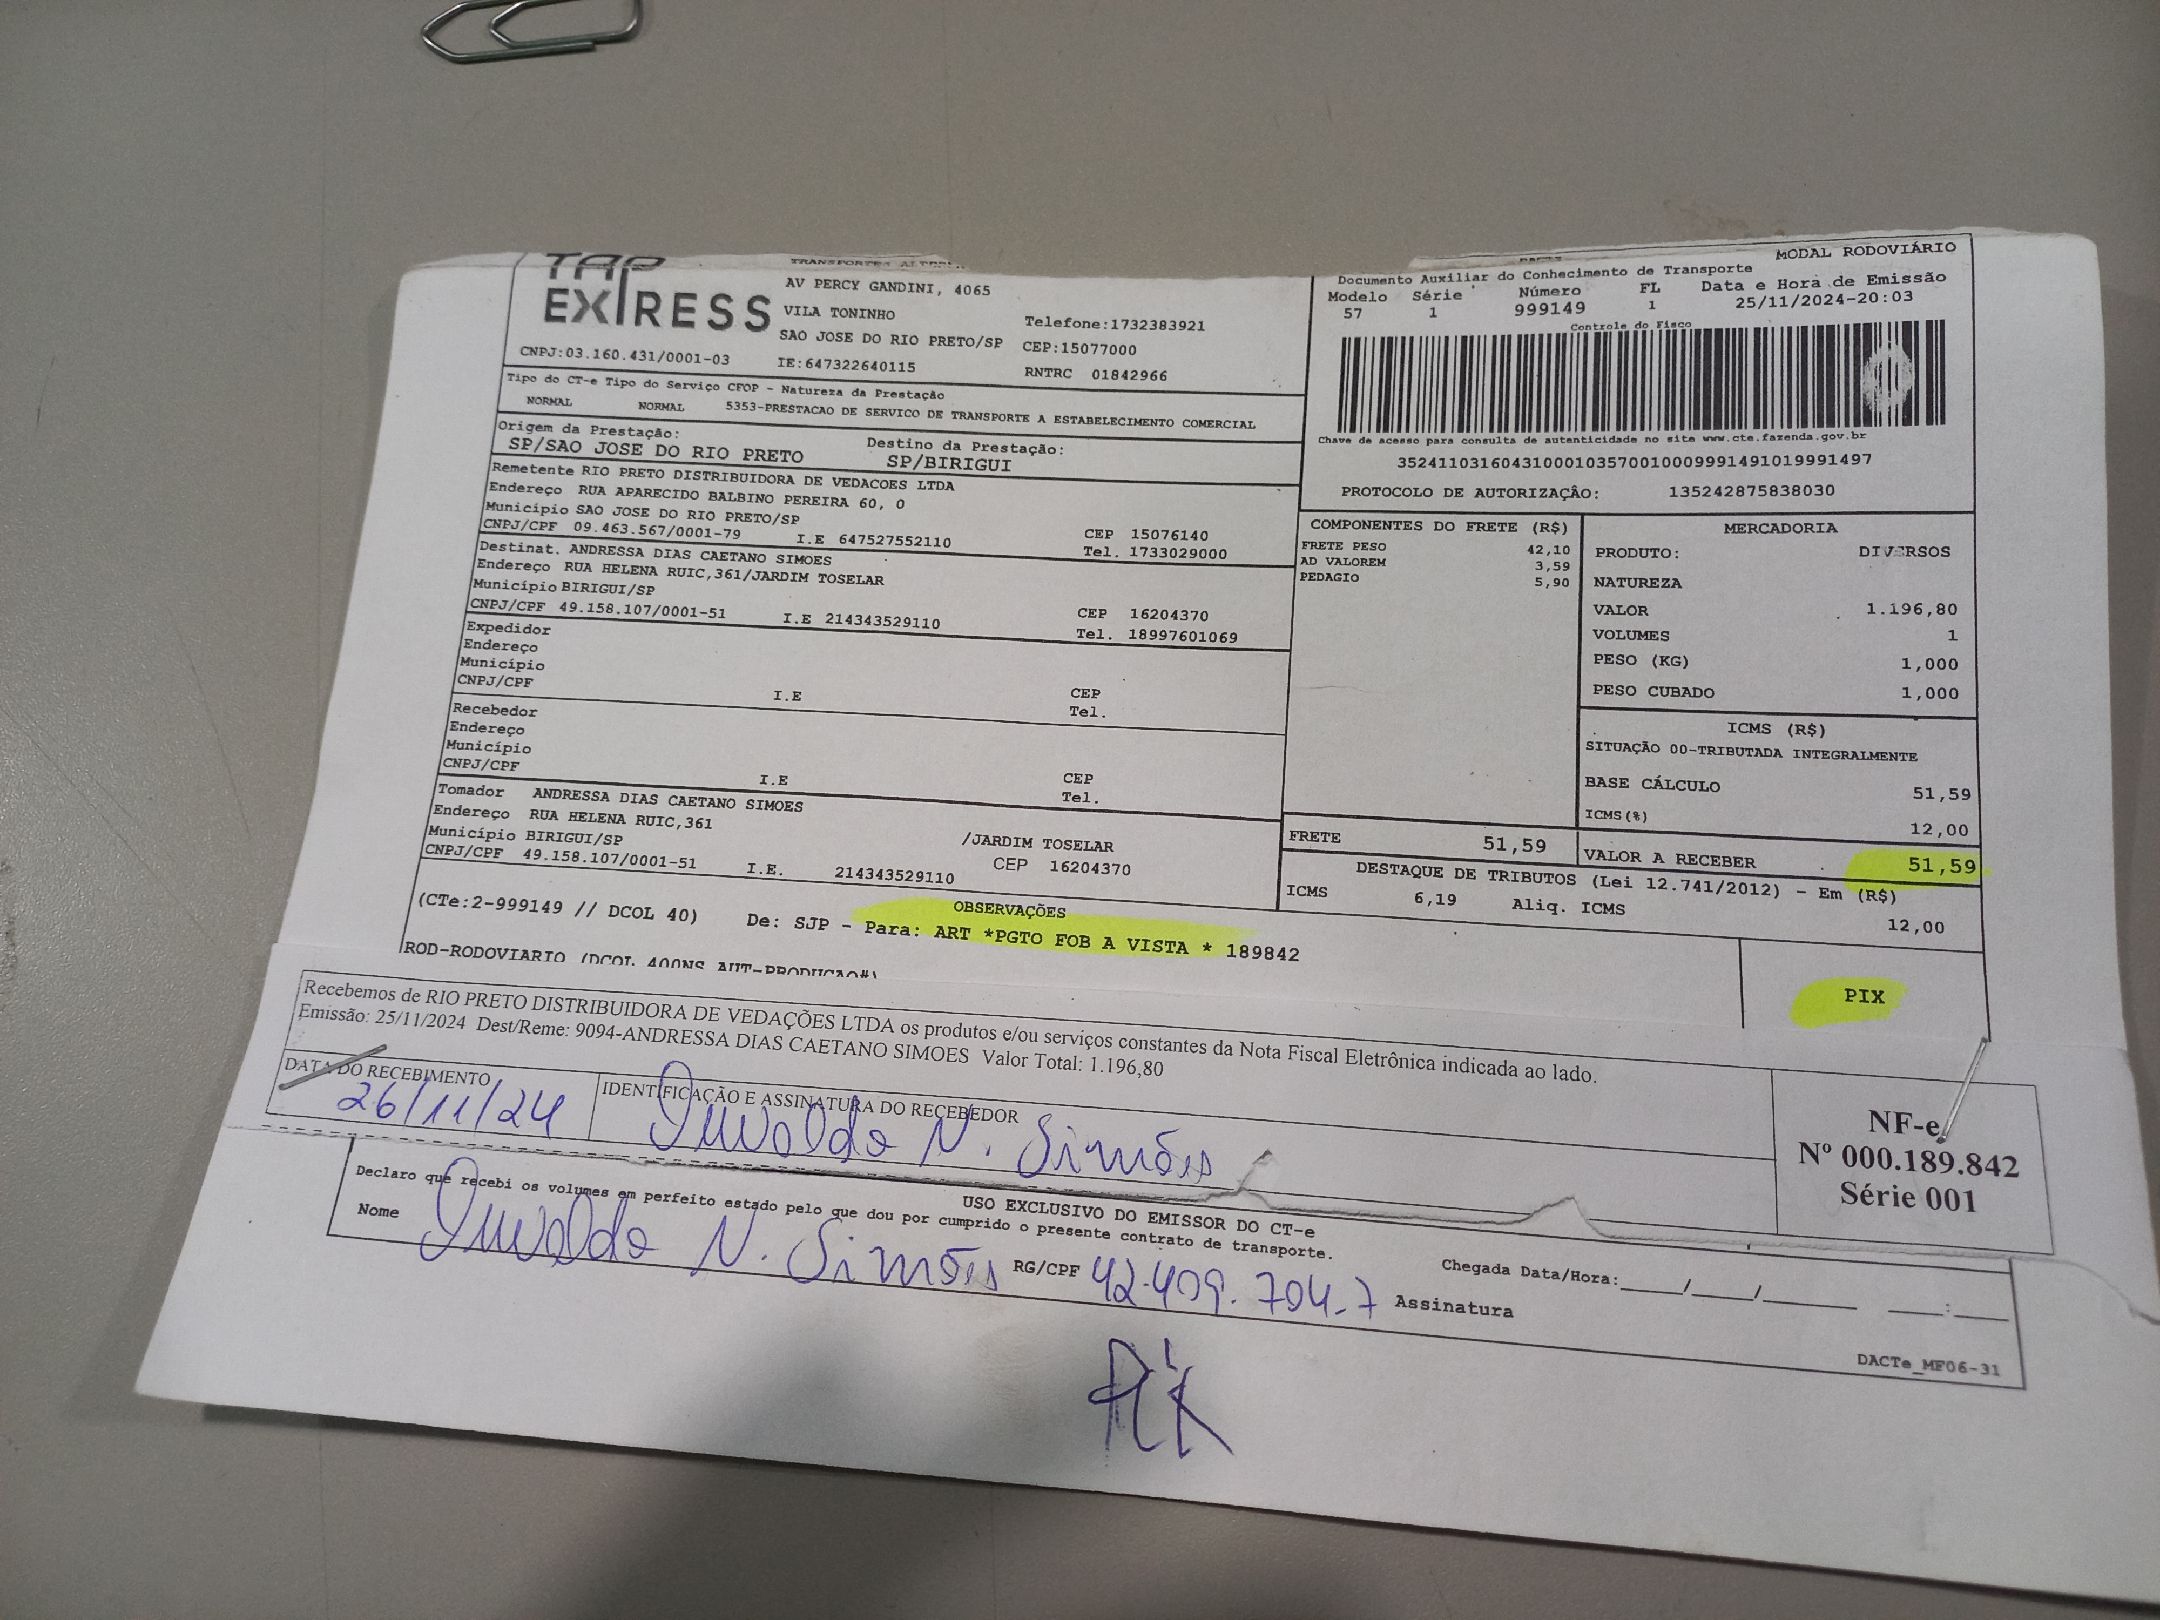 TAP
EXPRESS
CNPJ:03.160.431/0001-03
AV PERCY GANDINI, 4065
VILA TONINHO
SAO JOSE DO RIO PRETO/SP
IE:647322640115
Telefone:1732383921
CEP:15077000
RNTRC 01842966
MODAL RODOVIÁRIO
Documento Auxiliar do Conhecimento de Transporte
Modelo Série Número FL Data e Hora de Emissão
57 1 999149 1 25/11/2024-20:03
Controle do Fisco
Chave de acesso para consulta de autenticidade no site www.cte.fazenda.gov.br
35241103160431000103570010009991491019991497
PROTOCOLO DE AUTORIZAÇÃO: 135242875838030
Tipo do CT-e Tipo do Serviço CFOP - Natureza da Prestação
NORMAL NORMAL 5353-PRESTACAO DE SERVICO DE TRANSPORTE A ESTABELECIMENTO COMERCIAL
Origem da Prestação: Destino da Prestação:
SP/SAO JOSE DO RIO PRETO SP/BIRIGUI
Remetente RIO PRETO DISTRIBUIDORA DE VEDACOES LTDA
Endereço RUA APARECIDO BALBINO PEREIRA 60, 0
Município SAO JOSE DO RIO PRETO/SP CEP 15076140
CNPJ/CPF 09.463.567/0001-79 I.E 647527552110 Tel. 1733029000
Destinat. ANDRESSA DIAS CAETANO SIMOES
Endereço RUA HELENA RUIC,361/JARDIM TOSELAR
Município BIRIGUI/SP CEP 16204370
CNPJ/CPF 49.158.107/0001-51 I.E 214343529110 Tel. 18997601069
Expedidor
Endereço
Município CEP
CNPJ/CPF I.E Tel.
Recebedor
Endereço
Município CEP
CNPJ/CPF I.E Tel.
Tomador ANDRESSA DIAS CAETANO SIMOES
Endereço RUA HELENA RUIC,361 /JARDIM TOSELAR
Município BIRIGUI/SP CEP 16204370
CNPJ/CPF 49.158.107/0001-51 I.E. 214343529110
COMPONENTES DO FRETE (R$)
FRETE PESO 42,10
AD VALOREM 3,59
PEDAGIO 5,90
MERCADORIA
PRODUTO: DIVERSOS
NATUREZA
VALOR 1.196,80
VOLUMES 1
PESO (KG) 1,000
PESO CUBADO 1,000
ICMS (R$)
SITUAÇÃO 00-TRIBUTADA INTEGRALMENTE
BASE CÁLCULO 51,59
ICMS(%) 12,00
FRETE 51,59 VALOR A RECEBER 51,59
DESTAQUE DE TRIBUTOS (Lei 12.741/2012) - Em (R$)
ICMS 6,19 Aliq. ICMS 12,00
OBSERVAÇÕES
(CTe:2-999149 // DCOL 40) De: SJP - Para: ART *PGTO FOB A VISTA * 189842
ROD-RODOVIARIO
PIX
Recebemos de RIO PRETO DISTRIBUIDORA DE VEDAÇÕES LTDA os produtos e/ou serviços constantes da Nota Fiscal Eletrônica indicada ao lado.
Emissão: 25/11/2024 Dest/Reme: 9094-ANDRESSA DIAS CAETANO SIMOES Valor Total: 1.196,80
DATA DO RECEBIMENTO IDENTIFICAÇÃO E ASSINATURA DO RECEBEDOR
26/11/24 N. Simões
NF-e
Nº 000.189.842
Série 001
USO EXCLUSIVO DO EMISSOR DO CT-e
Declaro que recebi os volumes em perfeito estado pelo que dou por cumprido o presente contrato de transporte.
Nome N. Simões RG/CPF 42.409.704-7 Assinatura
Chegada Data/Hora:____/____/______ ___:___
DACTe_MF06-31
PIX